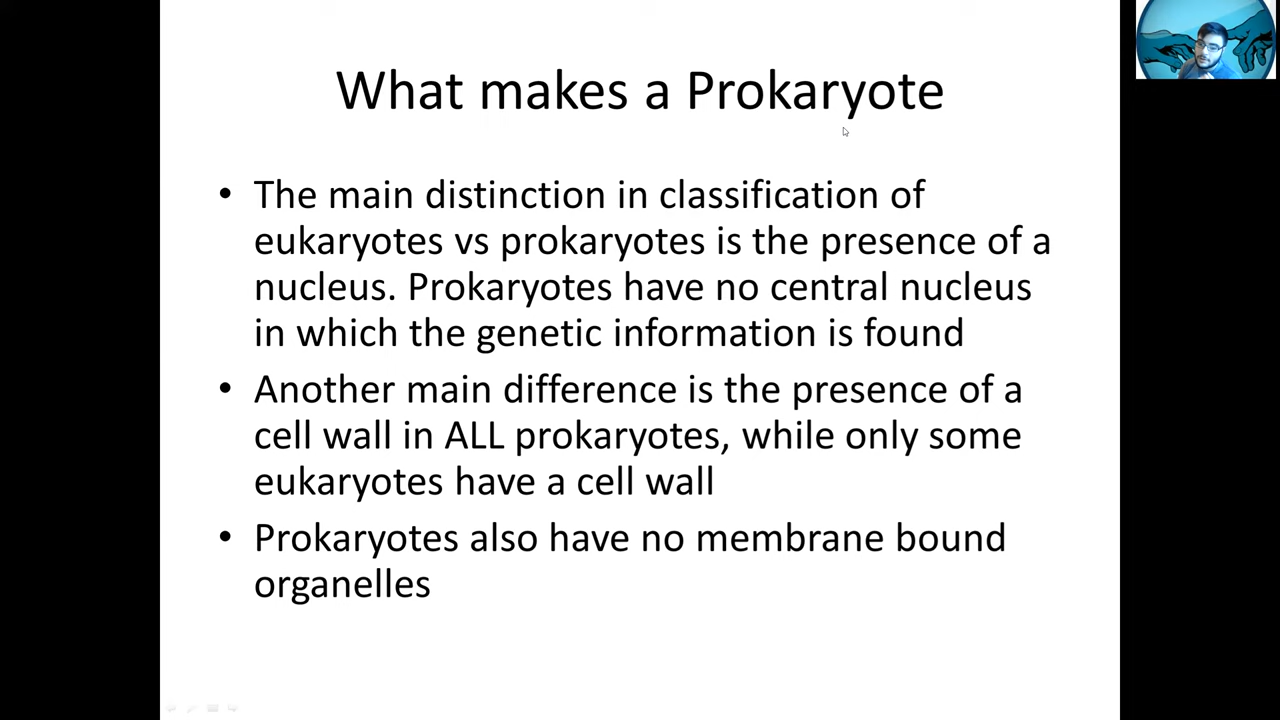 What makes a Prokaryote
• The main distinction in classification of
eukaryotes vs prokaryotes is the presence of a
nucleus. Prokaryotes have no central nucleus
in which the genetic information is found
• Another main difference is the presence of a
cell wall in ALL prokaryotes, while only some
eukaryotes have a cell wall
• Prokaryotes also have no membrane bound
organelles